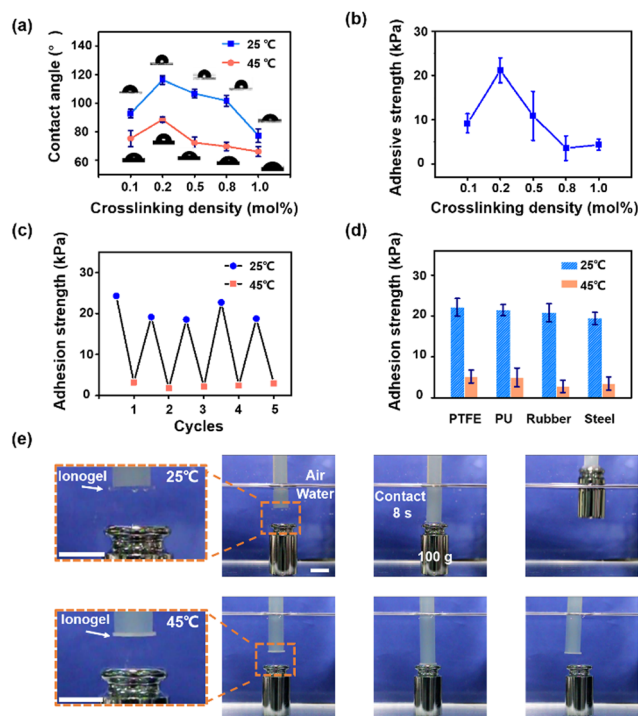 (a)
Contact angle (°)
120
100
80
60
25 ℃
45 ℃
0.1 0.2 0.5 0.8 1.0
Crosslinking density (mol%)
(b)
Adhesive strength (kPa)
30
20
10
0
0.1 0.2 0.5 0.8 1.0
Crosslinking density (mol%)
(c)
Adhesion strength (kPa)
30
20
10
0
25℃
45℃
1 2 3 4 5
Cycles
(d)
Adhesion strength (kPa)
30
20
10
0
25℃
45℃
PTFE PU Rubber Steel
(e)
Ionogel
25℃
Air
Water
Contact
8 s
100 g
Ionogel
45℃